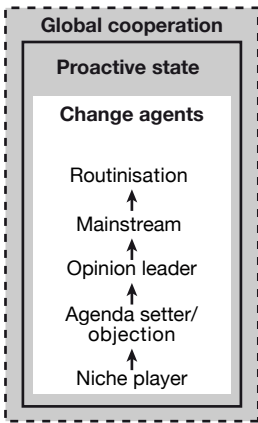 Global cooperation
Proactive state
Change agents
Routinisation
Mainstream
Opinion leader
Agenda setter/
objection
Niche player